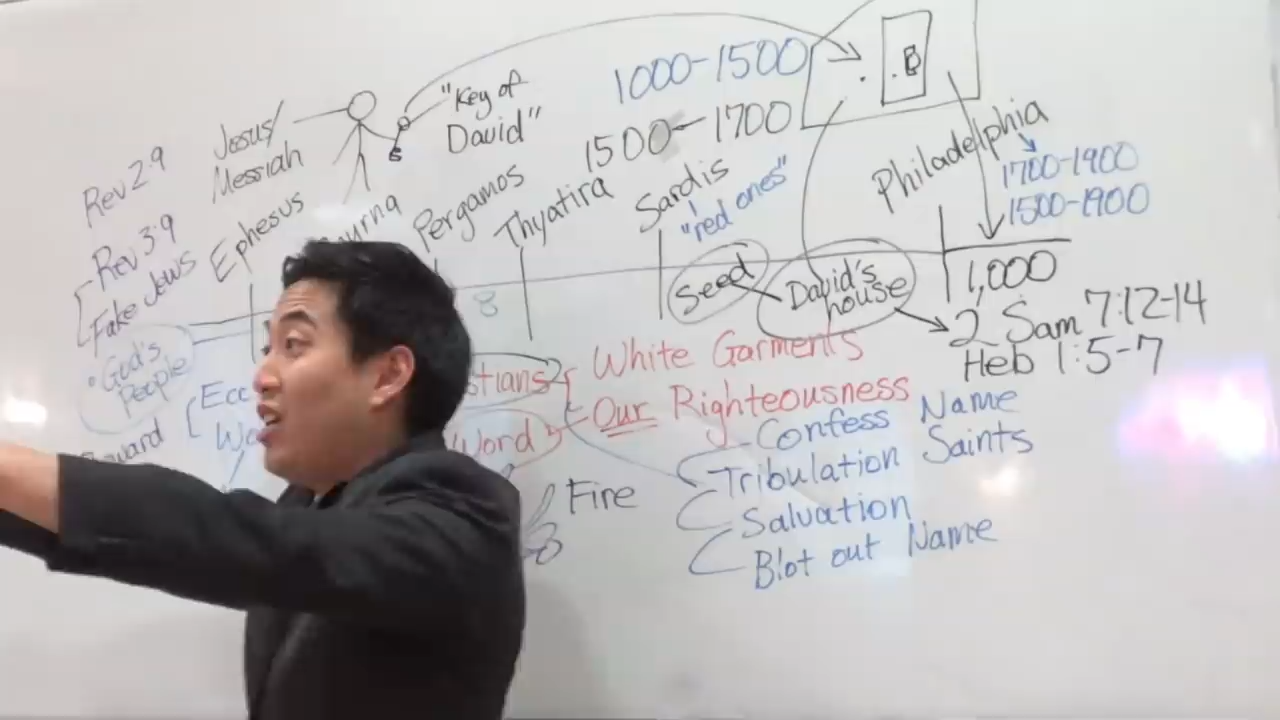 Rev 2:9
Rev 3:9
Fake Jews
God's
People
Jesus/
Messiah
"Key of
David"
1000-1500
1500-1700
Ephesus
Pergamos
Thyatira
Sardis
"red ones"
Philadelphia
1700-1900
1500-1900
Seed
David's
house
1,000
2 Sam 7:12-14
Heb 1:5-7
8
White Garments
Our Righteousness
Word
Fire
Confess Name
Tribulation Saints
Salvation
Blot out Name